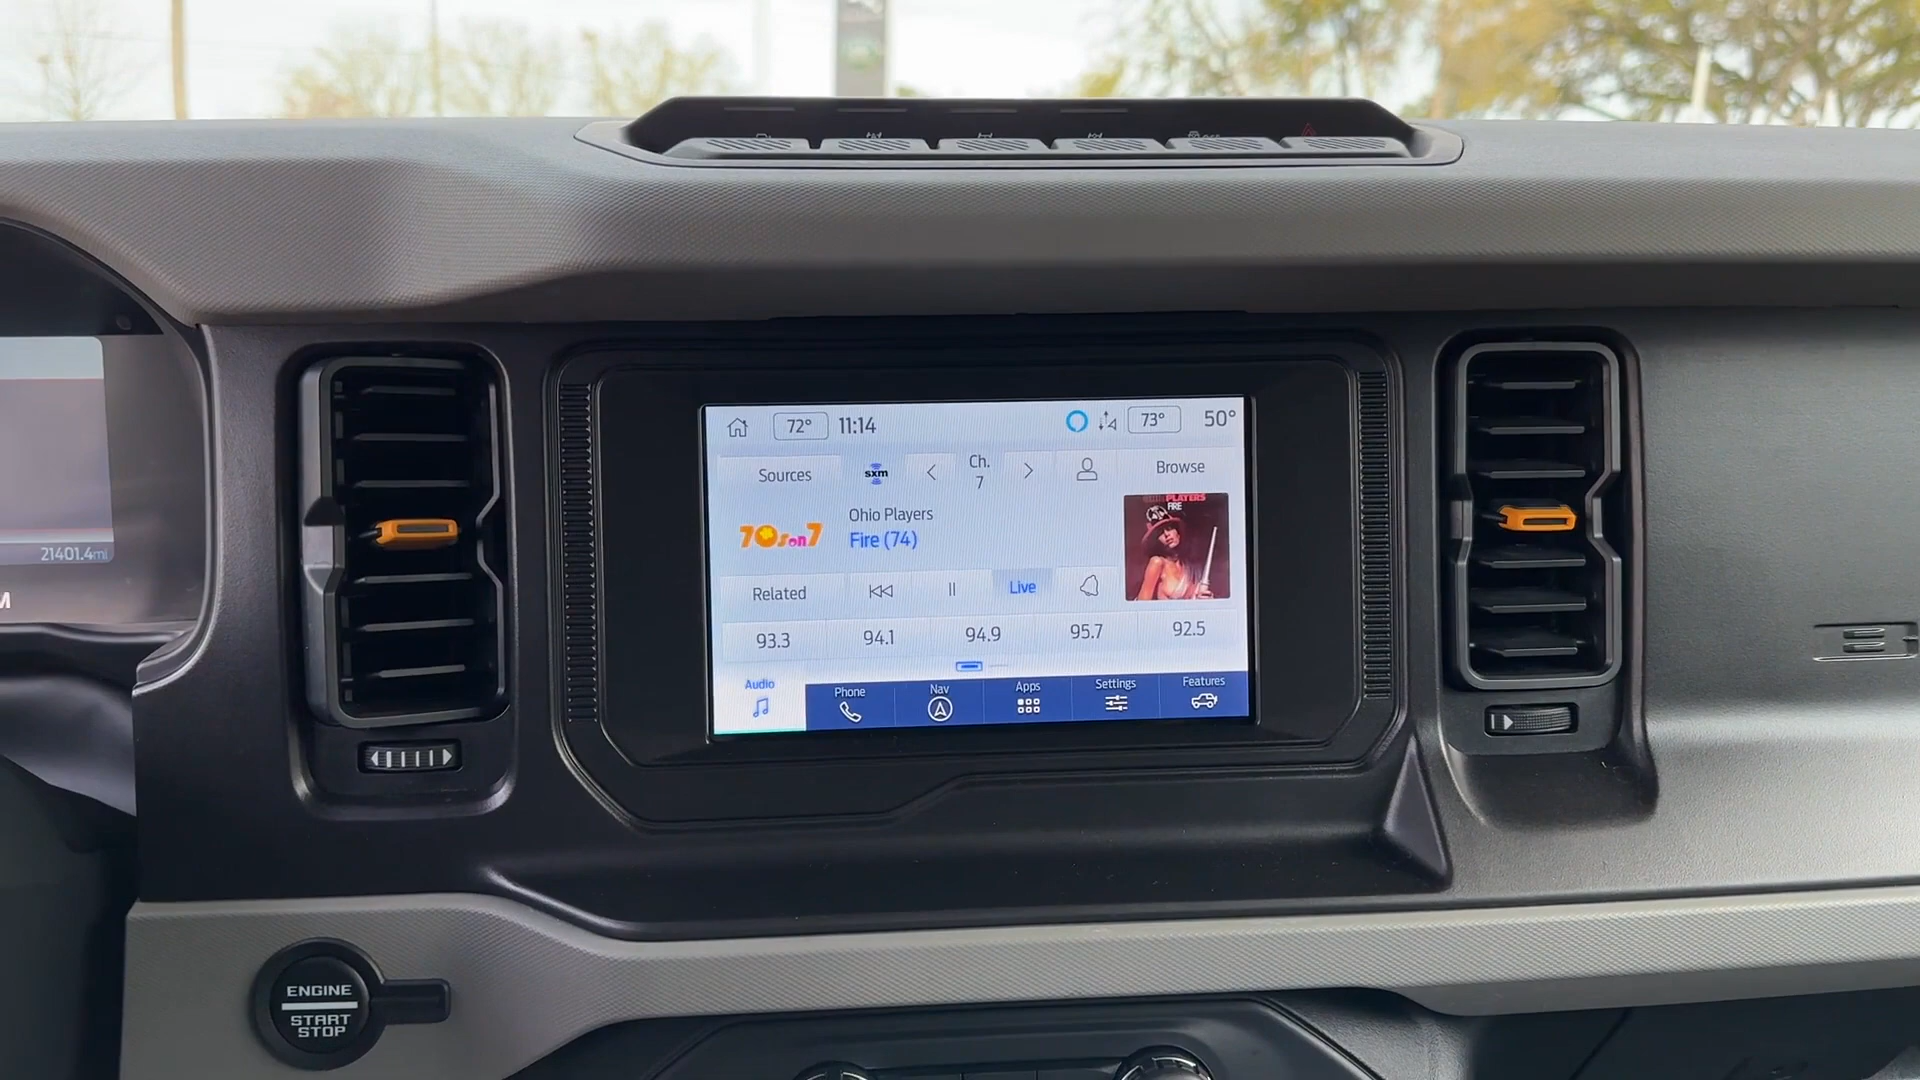 72° 11:14 73° 50°
Sources sxm Ch. 7 Browse
Ohio Players
70s on 7 Fire (74)
PLAYERS
FIRE
Related Live
93.3 94.1 94.9 95.7 92.5
Audio Phone Nav Apps Settings Features
21401.4mi
M
ENGINE
START
STOP